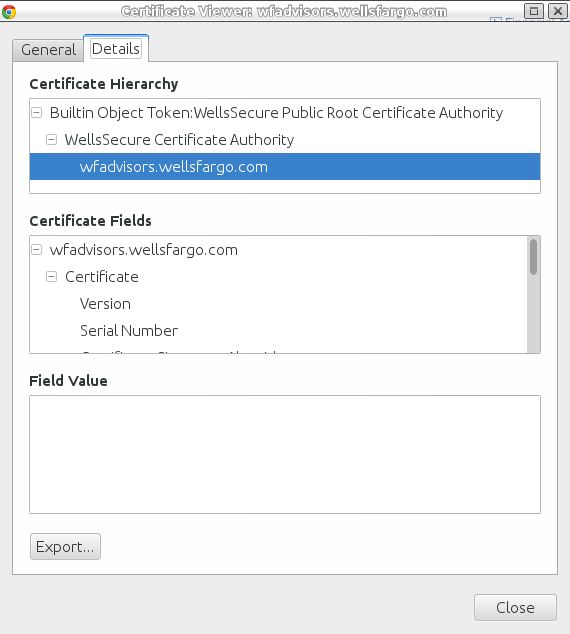 Certificate Viewer: wfadvisors.wellsfargo.com
General
Details
Certificate Hierarchy
Builtin Object Token:WellsSecure Public Root Certificate Authority
WellsSecure Certificate Authority
wfadvisors.wellsfargo.com
Certificate Fields
wfadvisors.wellsfargo.com
Certificate
Version
Serial Number
Field Value
Export...
Close